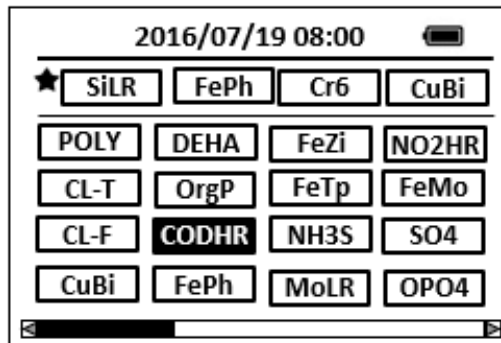 2016/07/19 08:00
SiLR FePh Cr6 CuBi
POLY DEHA FeZi NO2HR
CL-T OrgP FeTp FeMo
CL-F CODHR NH3S SO4
CuBi FePh MoLR OPO4